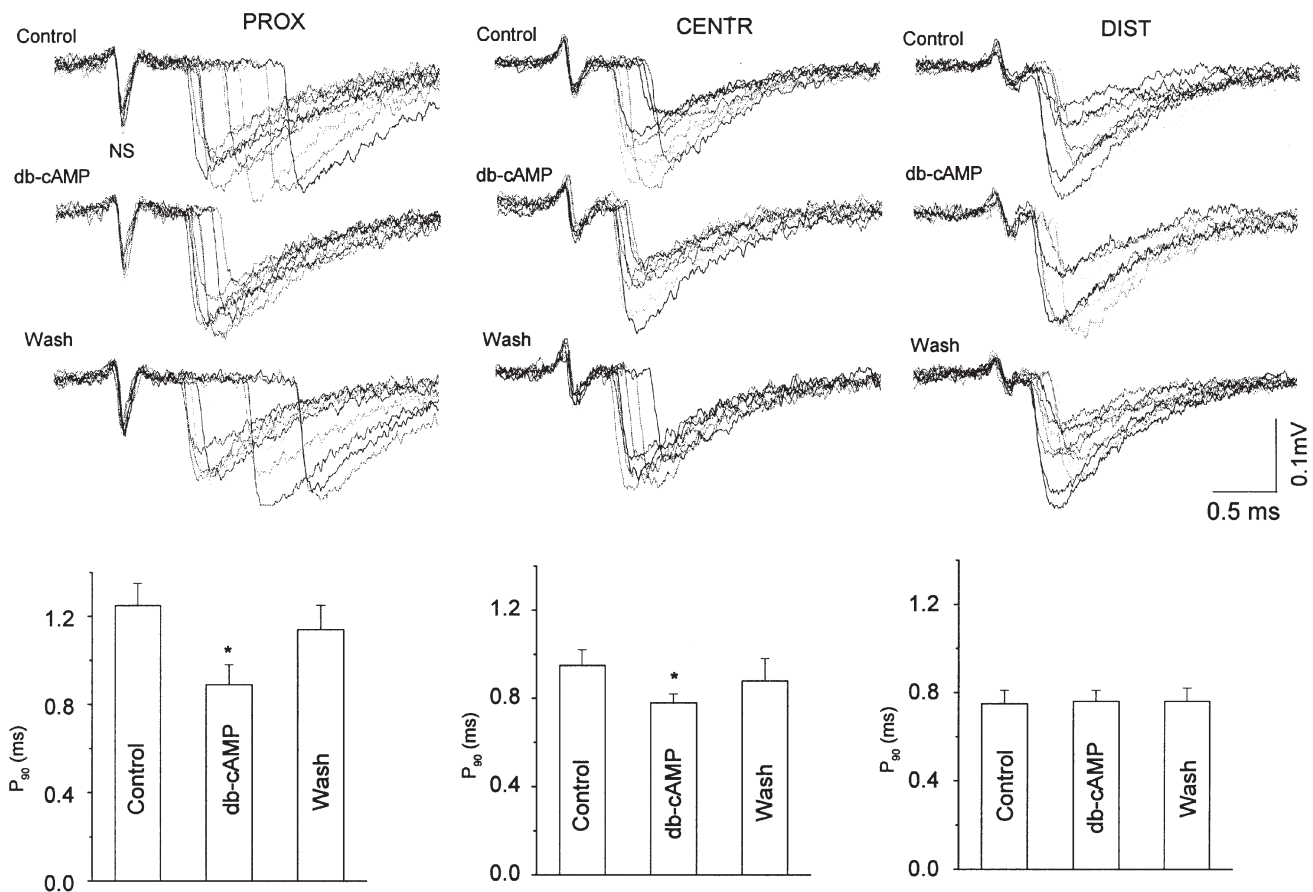 PROX
CENTR
DIST
Control
Control
Control
NS
db-cAMP
db-cAMP
db-cAMP
Wash
Wash
Wash
0.1mV
0.5 ms
P90 (ms)
1.2
0.8
0.4
0.0
Control
*
db-cAMP
Wash
P90 (ms)
1.2
0.8
0.4
0.0
Control
*
db-cAMP
Wash
P90 (ms)
1.2
0.8
0.4
0.0
Control
db-cAMP
Wash